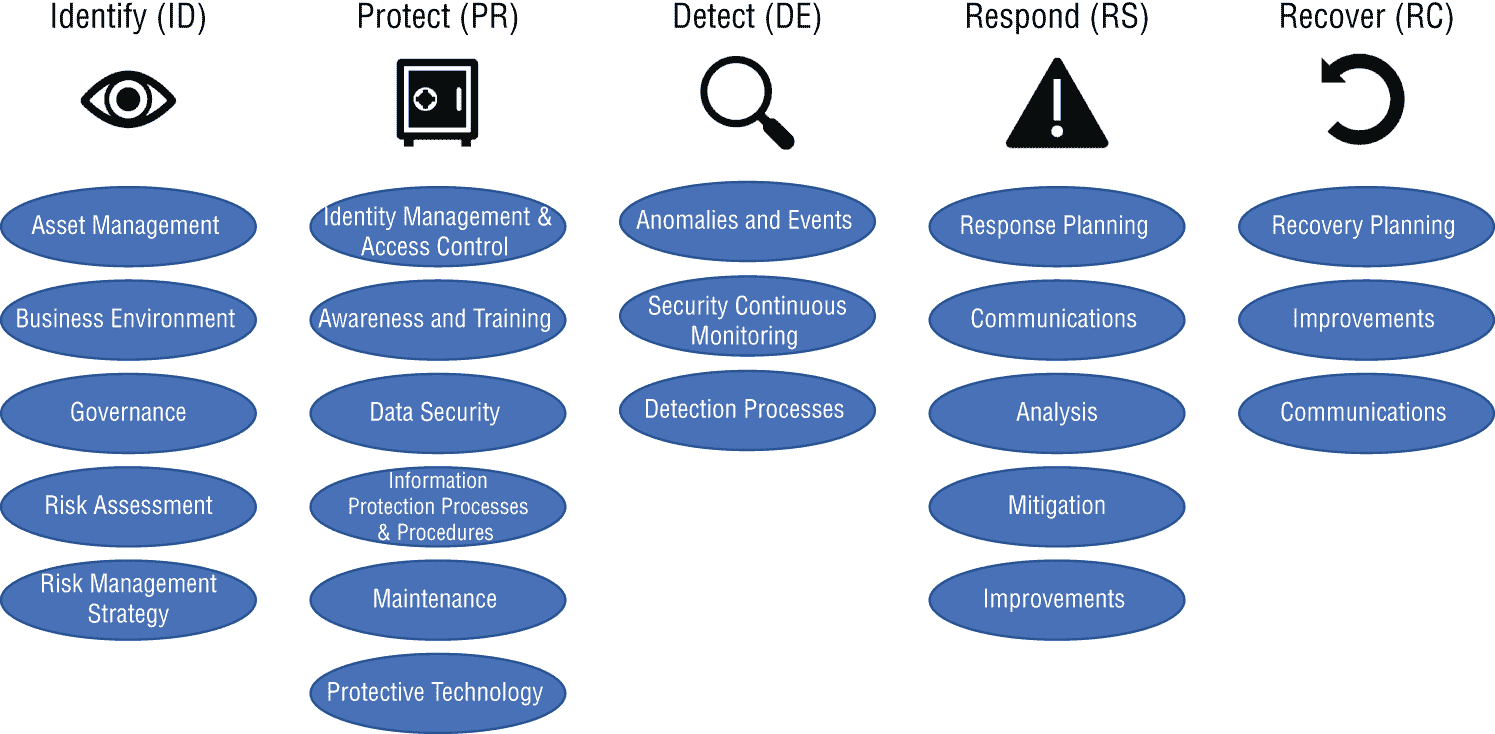 Identify (ID)
Protect (PR)
Detect (DE)
Respond (RS)
Recover (RC)
Asset Management
Business Environment
Governance
Risk Assessment
Risk Management
Strategy
Identity Management &
Access Control
Awareness and Training
Data Security
Information
Protection Processes
& Procedures
Maintenance
Protective Technology
Anomalies and Events
Security Continuous
Monitoring
Detection Processes
Response Planning
Communications
Analysis
Mitigation
Improvements
Recovery Planning
Improvements
Communications